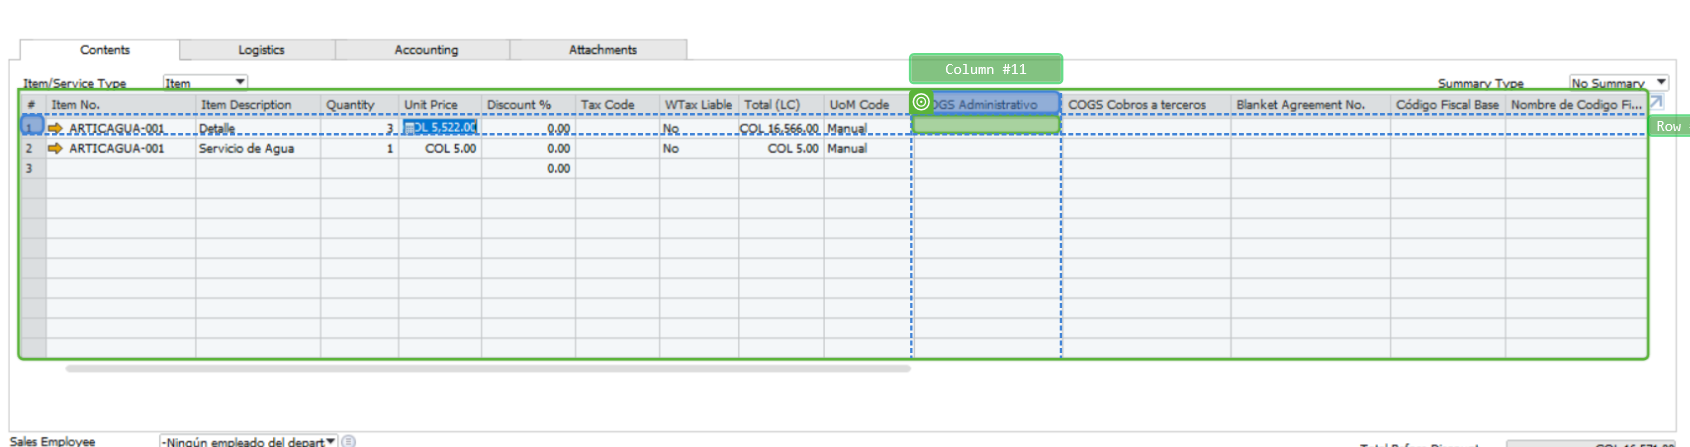 Contents Logistics Accounting Attachments
Column #11
Item/Service Type Item Summary Type No Summary
# Item No. Item Description Quantity Unit Price Discount % Tax Code WTax Liable Total (LC) UoM Code OGS Administrativo COGS Cobros a terceros Blanket Agreement No. Código Fiscal Base Nombre de Codigo Fi...
1 ARTICAGUA-001 Detalle 3 OL 5,522.00 0.00 No COL 16,566.00 Manual
Row
2 ARTICAGUA-001 Servicio de Agua 1 COL 5.00 0.00 No COL 5.00 Manual
3 0.00
Sales Employee -Ningún empleado del depart